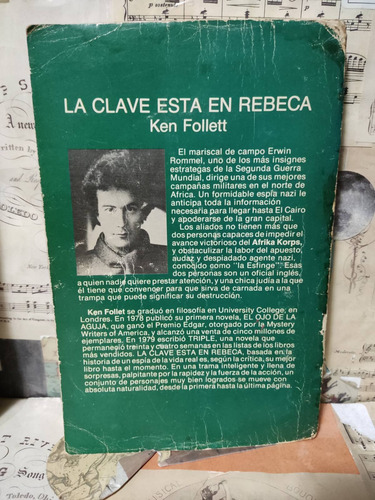 LA CLAVE ESTA EN REBECA
Ken Follett
El mariscal de campo Erwin
Rommel, uno de los más insignes
estrategas de la Segunda Guerra
Mundial, dirige una de sus mejores
campañas militares en el norte de
Africa. Un formidable espía nazi le
anticipa toda la información
necesaria para llegar hasta El Cairo
y apoderarse de la gran capital.
Los aliados no tienen más que
dos personas capaces de impedir el
avance victorioso del Afrika Korps,
y obstaculizar la labor del apuesto,
audaz y despiadado agente nazi,
conocido como "la Esfinge". Esas
dos personas son un oficial inglés,
a quien nadie quiere prestar atención, y una chica judía a la que
él tiene que convencer para que sirva de carnada en una
trampa que puede significar su destrucción.
Ken Follet se graduó en filosofía en University College, en
Londres. En 1978 publicó su primera novela, EL OJO DE LA
AGUJA, que ganó el Premio Edgar, otorgado por la Mystery
Writers of America, y alcanzó una venta de cinco millones de
ejemplares. En 1979 escribió TRIPLE, una novela que
permaneció treinta y cuatro semanas en las listas de los libros
más vendidos. LA CLAVE ESTA EN REBECA, basada en la
historia de un espía de la vida real es, según la crítica, su mejor
libro hasta el momento. En una trama inteligente y llena de
sorpresas, palpitante por la rapidez y la fuerza de la acción, un
conjunto de personajes muy bien logrados se mueve con
absoluta naturalidad, desde la primera hasta la última página.